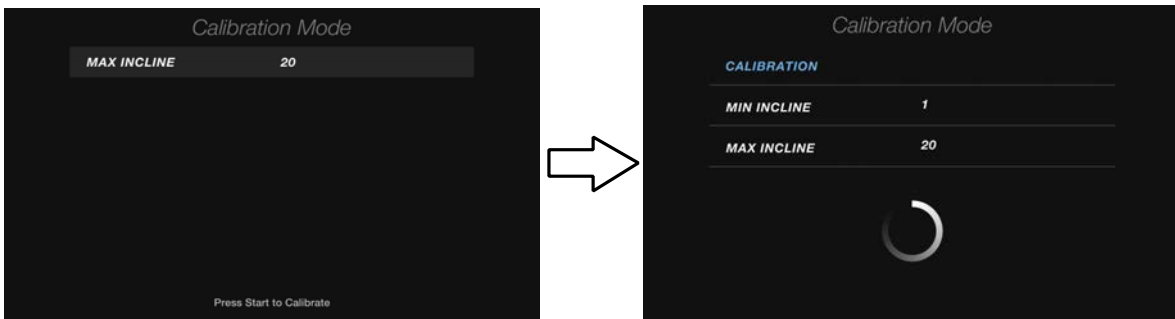 Calibration Mode
MAX INCLINE 20
Press Start to Calibrate
Calibration Mode
CALIBRATION
MIN INCLINE 1
MAX INCLINE 20